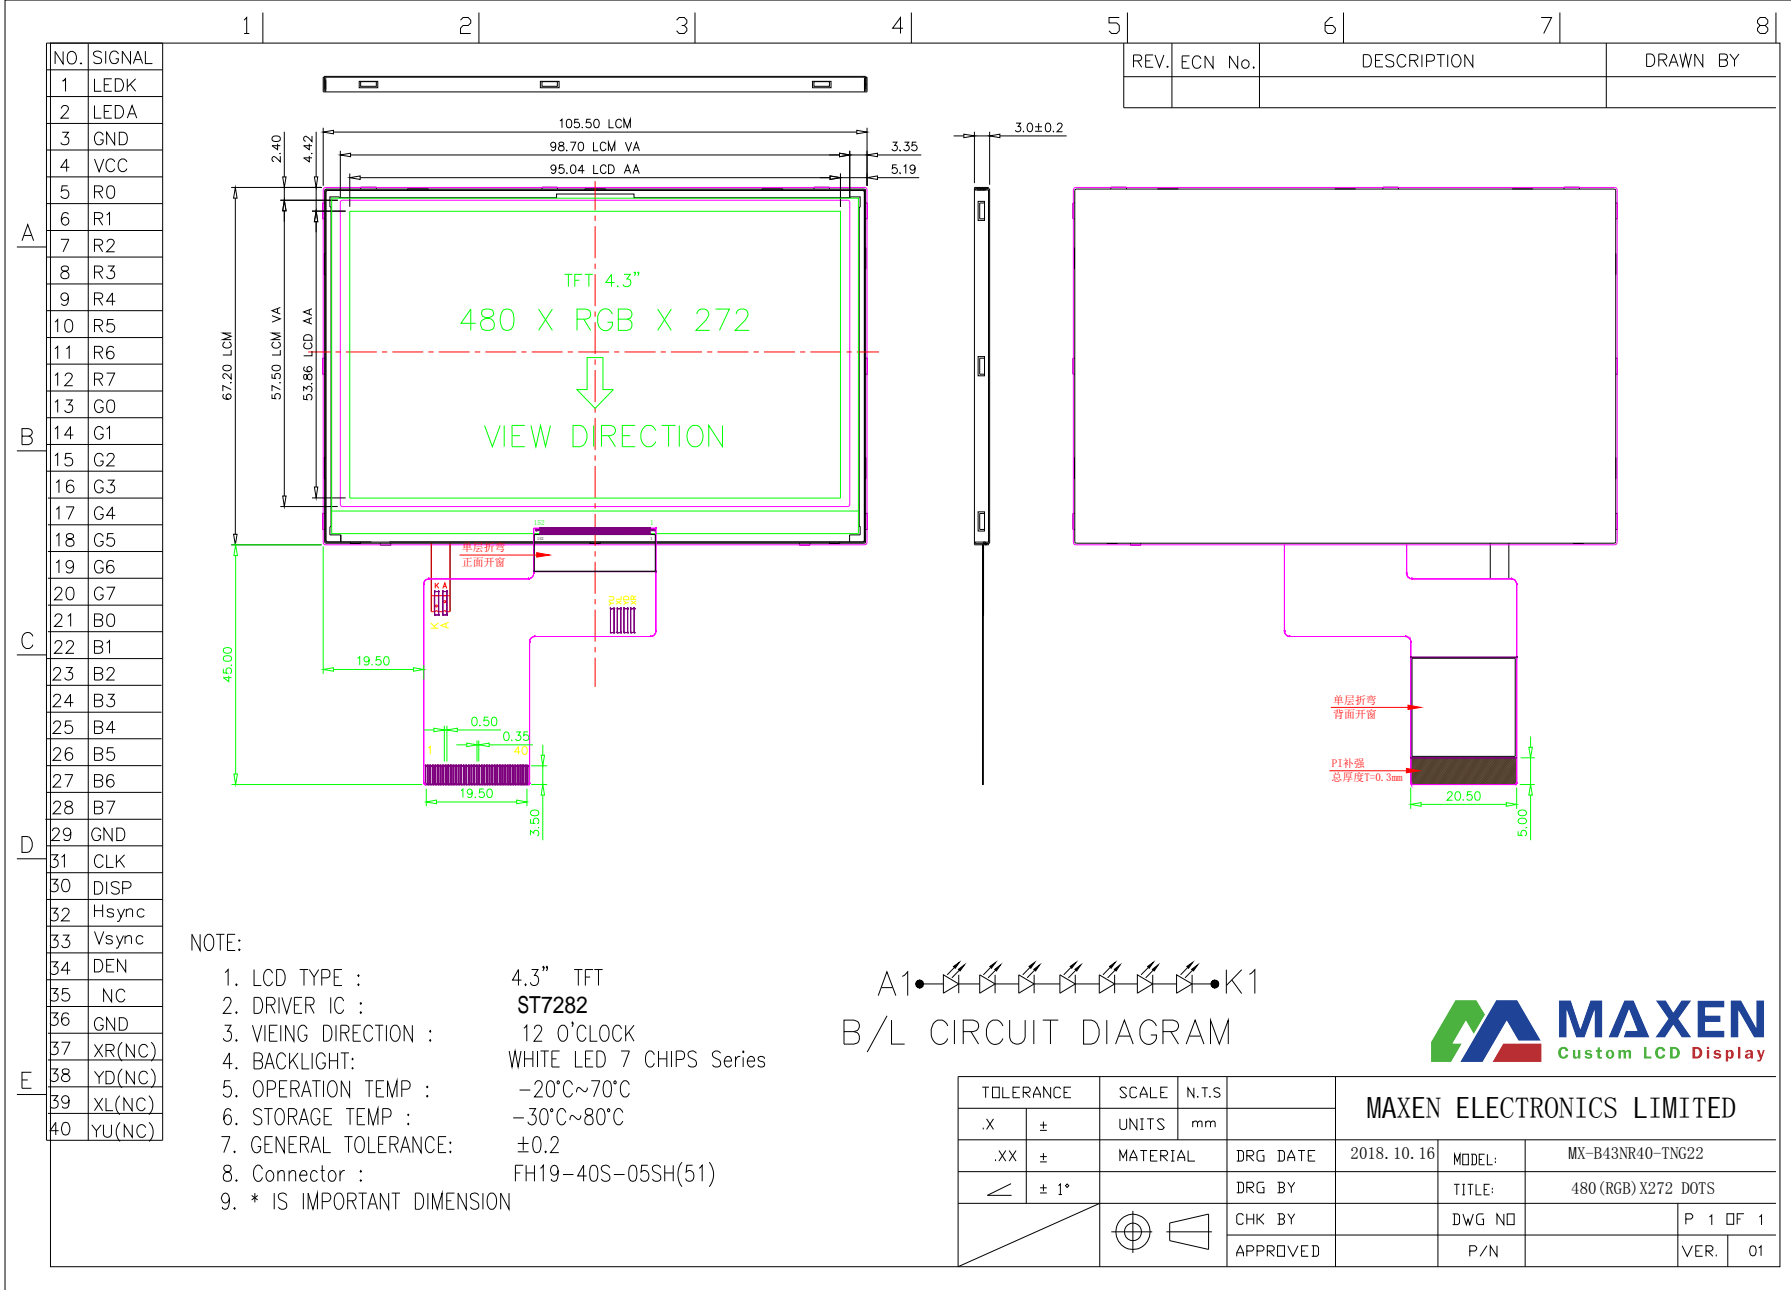 1 2 3 4 5 6 7 8
A
B
C
D
E
NO. SIGNAL
1 LEDK
2 LEDA
3 GND
4 VCC
5 R0
6 R1
7 R2
8 R3
9 R4
10 R5
11 R6
12 R7
13 G0
14 G1
15 G2
16 G3
17 G4
18 G5
19 G6
20 G7
21 B0
22 B1
23 B2
24 B3
25 B4
26 B5
27 B6
28 B7
29 GND
31 CLK
30 DISP
32 Hsync
33 Vsync
34 DEN
35 NC
36 GND
37 XR(NC)
38 YD(NC)
39 XL(NC)
40 YU(NC)
REV. ECN No. DESCRIPTION DRAWN BY
105.50 LCM
98.70 LCM VA
95.04 LCD AA
3.35
5.19
2.40
4.42
67.20 LCM
57.50 LCM VA
53.86 LCD AA
3.0±0.2
TFT 4.3"
480 X RGB X 272
VIEW DIRECTION
单层折弯
正面开窗
K A
K A
45.00
19.50
0.50
0.35
1 40
19.50
3.50
单层折弯
背面开窗
PI补强
总厚度T=0.3mm
20.50
5.00
NOTE:
1. LCD TYPE : 4.3" TFT
2. DRIVER IC : ST7282
3. VIEING DIRECTION : 12 O'CLOCK
4. BACKLIGHT: WHITE LED 7 CHIPS Series
5. OPERATION TEMP : -20°C~70°C
6. STORAGE TEMP : -30°C~80°C
7. GENERAL TOLERANCE: ±0.2
8. Connector : FH19-40S-05SH(51)
9. * IS IMPORTANT DIMENSION
A1 K1
B/L CIRCUIT DIAGRAM
MAXEN
Custom LCD Display
TOLERANCE SCALE N.T.S
MAXEN ELECTRONICS LIMITED
.X ± UNITS mm
.XX ± MATERIAL DRG DATE 2018.10.16 MODEL: MX-B43NR40-TNG22
± 1° DRG BY TITLE: 480(RGB)X272 DOTS
CHK BY DWG NO P 1 OF 1
APPROVED P/N VER. 01